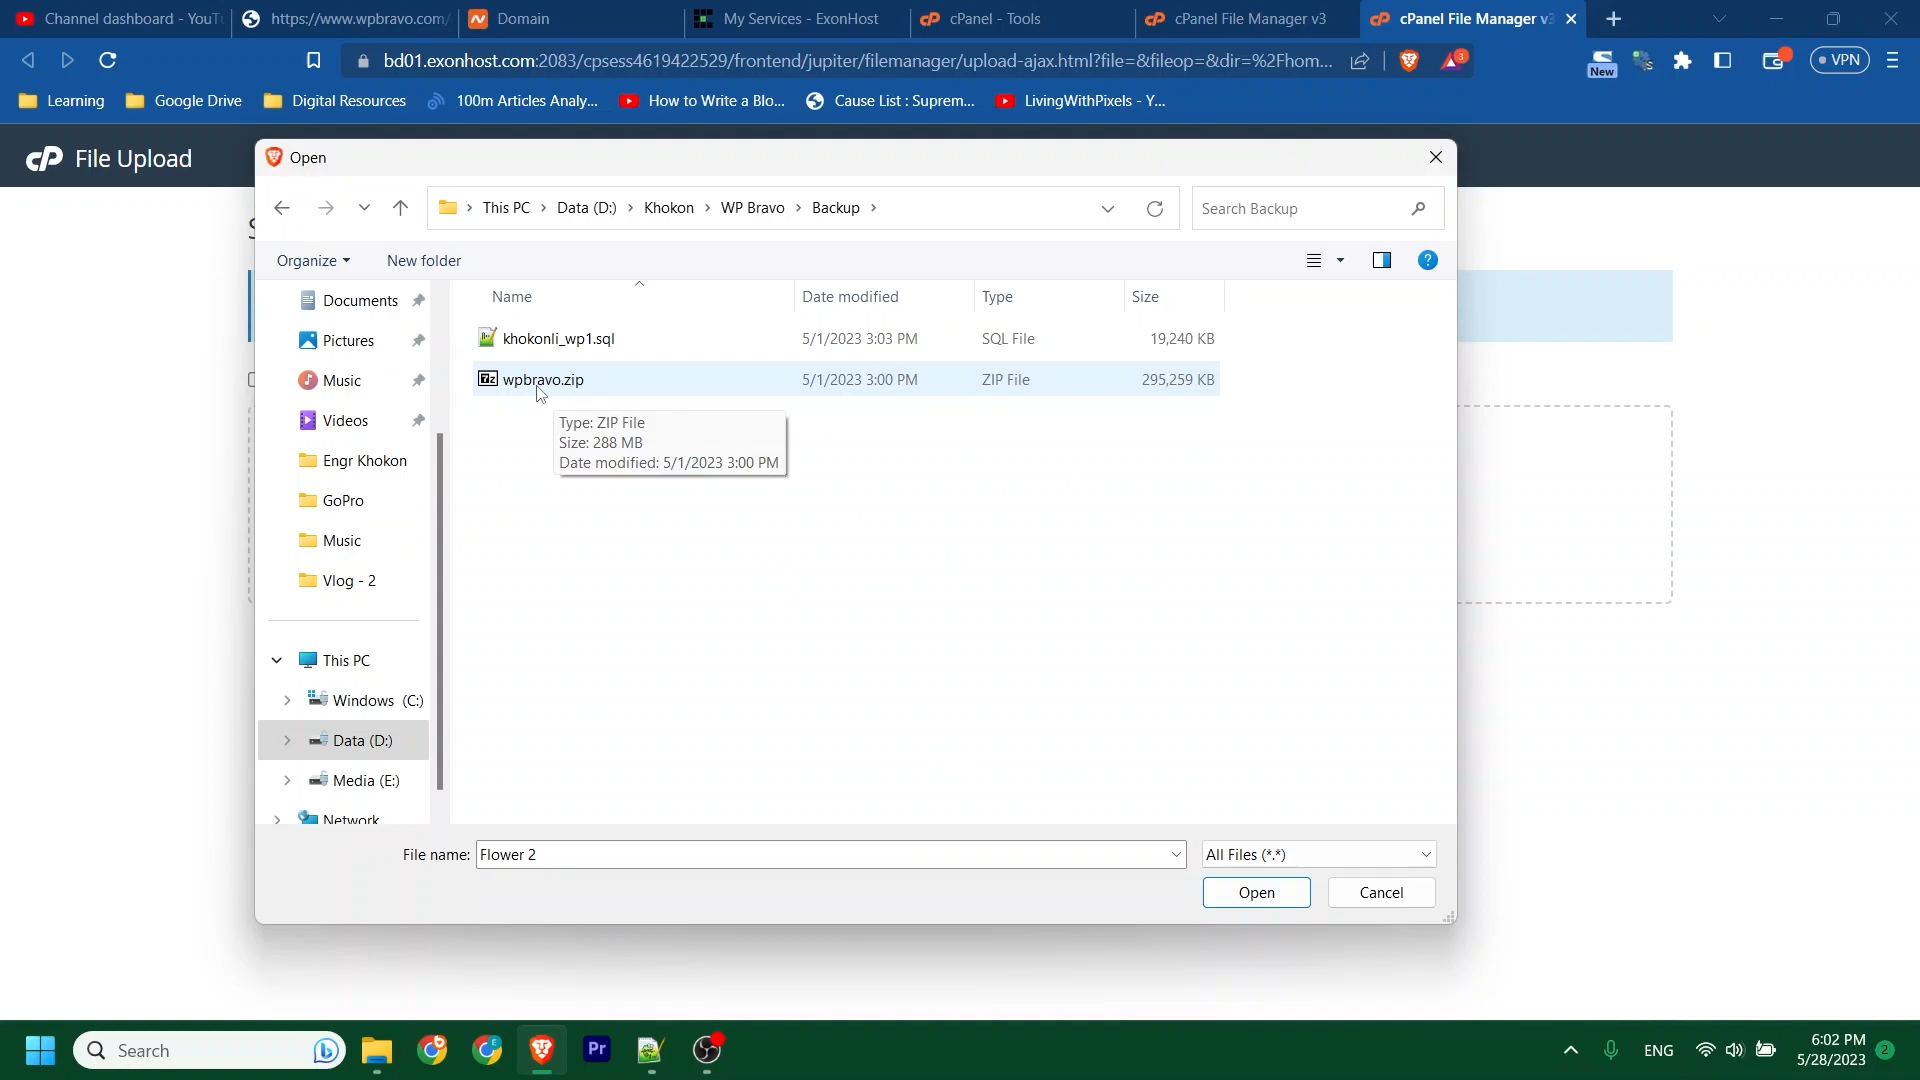 Channel dashboard - YouTu
https://www.wpbravo.com/
Domain
My Services - ExonHost
cPanel - Tools
cPanel File Manager v3
cPanel File Manager v3
bd01.exonhost.com:2083/cpsess4619422529/frontend/jupiter/filemanager/upload-ajax.html?file=&fileop=&dir=%2Fhom...
3
New
VPN
Learning
Google Drive
Digital Resources
100m Articles Analy...
How to Write a Blo...
Cause List : Suprem...
LivingWithPixels - Y...
cP File Upload
Open
This PC > Data (D:) > Khokon > WP Bravo > Backup >
Search Backup
Organize
New folder
Name
Date modified
Type
Size
khokonli_wp1.sql
5/1/2023 3:03 PM
SQL File
19,240 KB
7z
wpbravo.zip
5/1/2023 3:00 PM
ZIP File
295,259 KB
Type: ZIP File
Size: 288 MB
Date modified: 5/1/2023 3:00 PM
Documents
Pictures
Music
Videos
Engr Khokon
GoPro
Music
Vlog - 2
This PC
Windows (C:)
Data (D:)
Media (E:)
Network
File name:
Flower 2
All Files (*.*)
Open
Cancel
Search
Pr
ENG
6:02 PM
5/28/2023
2